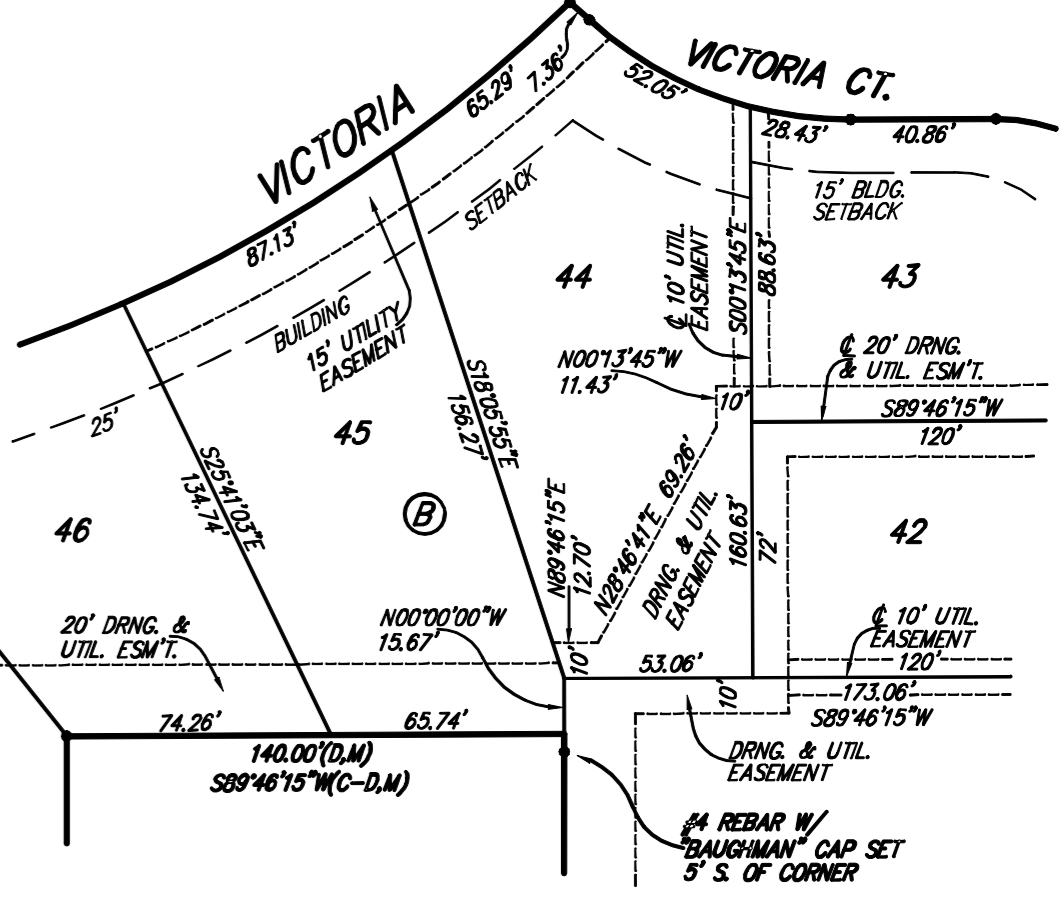 VICTORIA CT.
VICTORIA
65.29'
7.36'
52.05'
28.43'
40.86'
87.13'
BUILDING
SETBACK
15' UTILITY
EASEMENT
25'
15' BLDG.
SETBACK
44
43
℄ 10' UTIL.
EASEMENT
S00°13'45"E
88.63'
N00°13'45"W
11.43'
10'
℄ 20' DRNG.
& UTIL. ESM'T.
S89°46'15"W
120'
S18°05'55"E
156.27'
45
S25°41'03"E
134.74'
46
B
N89°46'15"E
12.70'
N28°46'41"E 69.26'
DRNG. & UTIL.
EASEMENT
160.63'
72'
42
20' DRNG. &
UTIL. ESM'T.
N00°00'00"W
15.67'
10'
53.06'
10'
℄ 10' UTIL.
EASEMENT
120'
173.06'
S89°46'15"W
74.26'
65.74'
140.00'(D,M)
S89°46'15"W(C-D,M)
DRNG. & UTIL.
EASEMENT
#4 REBAR W/
"BAUGHMAN" CAP SET
5' S. OF CORNER